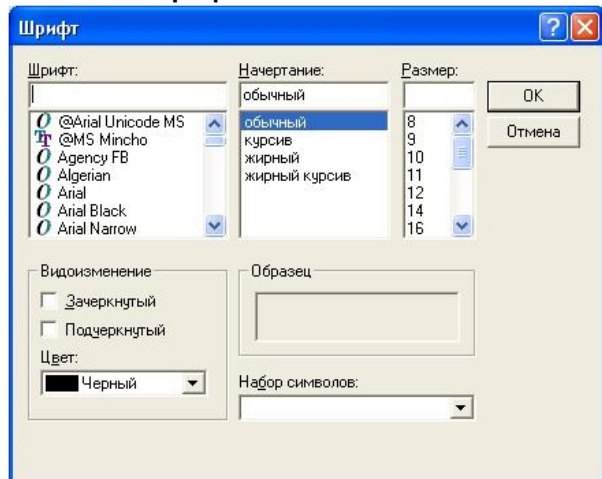 Шрифт
Шрифт:
@Arial Unicode MS
@MS Mincho
Agency FB
Algerian
Arial
Arial Black
Arial Narrow
Начертание:
обычный
обычный
курсив
жирный
жирный курсив
Размер:
8
9
10
11
12
14
16
OK
Отмена
Видоизменение
Зачеркнутый
Подчеркнутый
Цвет:
Черный
Образец
Набор символов: